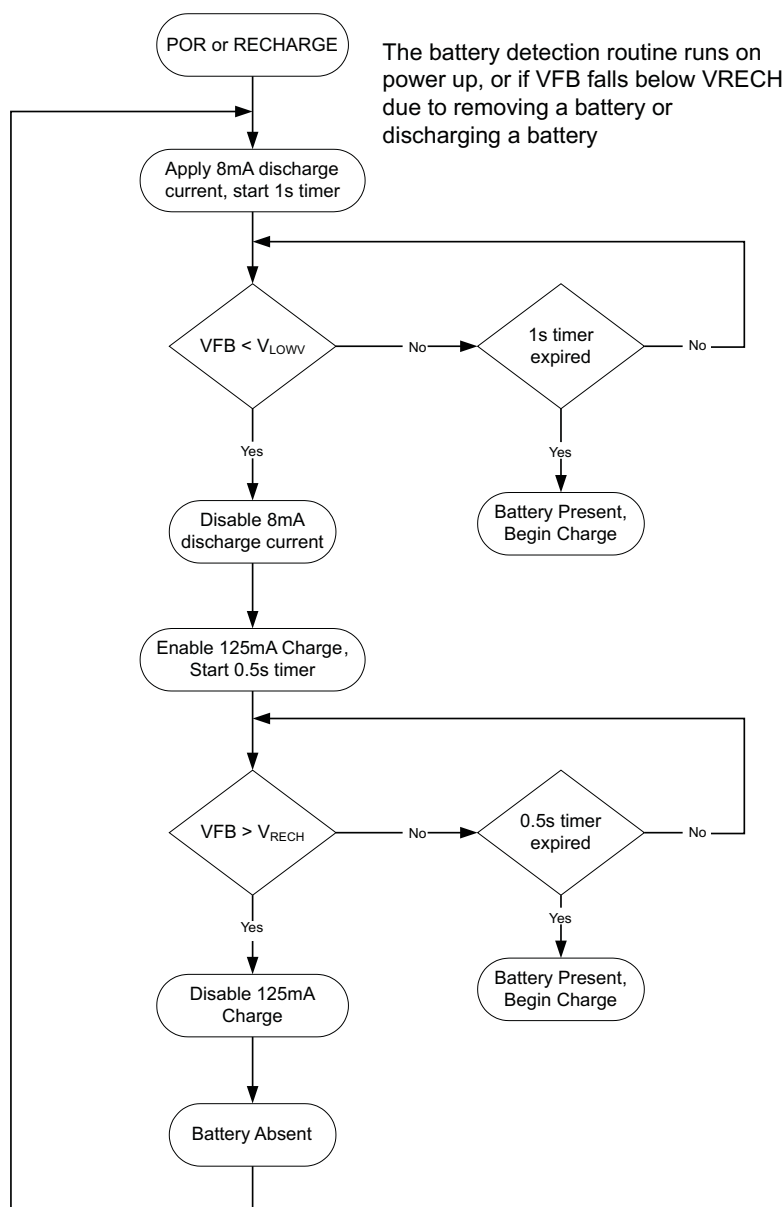 POR or RECHARGE
The battery detection routine runs on
power up, or if VFB falls below VRECH
due to removing a battery or
discharging a battery
Apply 8mA discharge
current, start 1s timer
VFB < VLOWV
No
1s timer
expired
No
Yes
Yes
Disable 8mA
discharge current
Battery Present,
Begin Charge
Enable 125mA Charge,
Start 0.5s timer
VFB > VRECH
No
0.5s timer
expired
No
Yes
Yes
Disable 125mA
Charge
Battery Present,
Begin Charge
Battery Absent